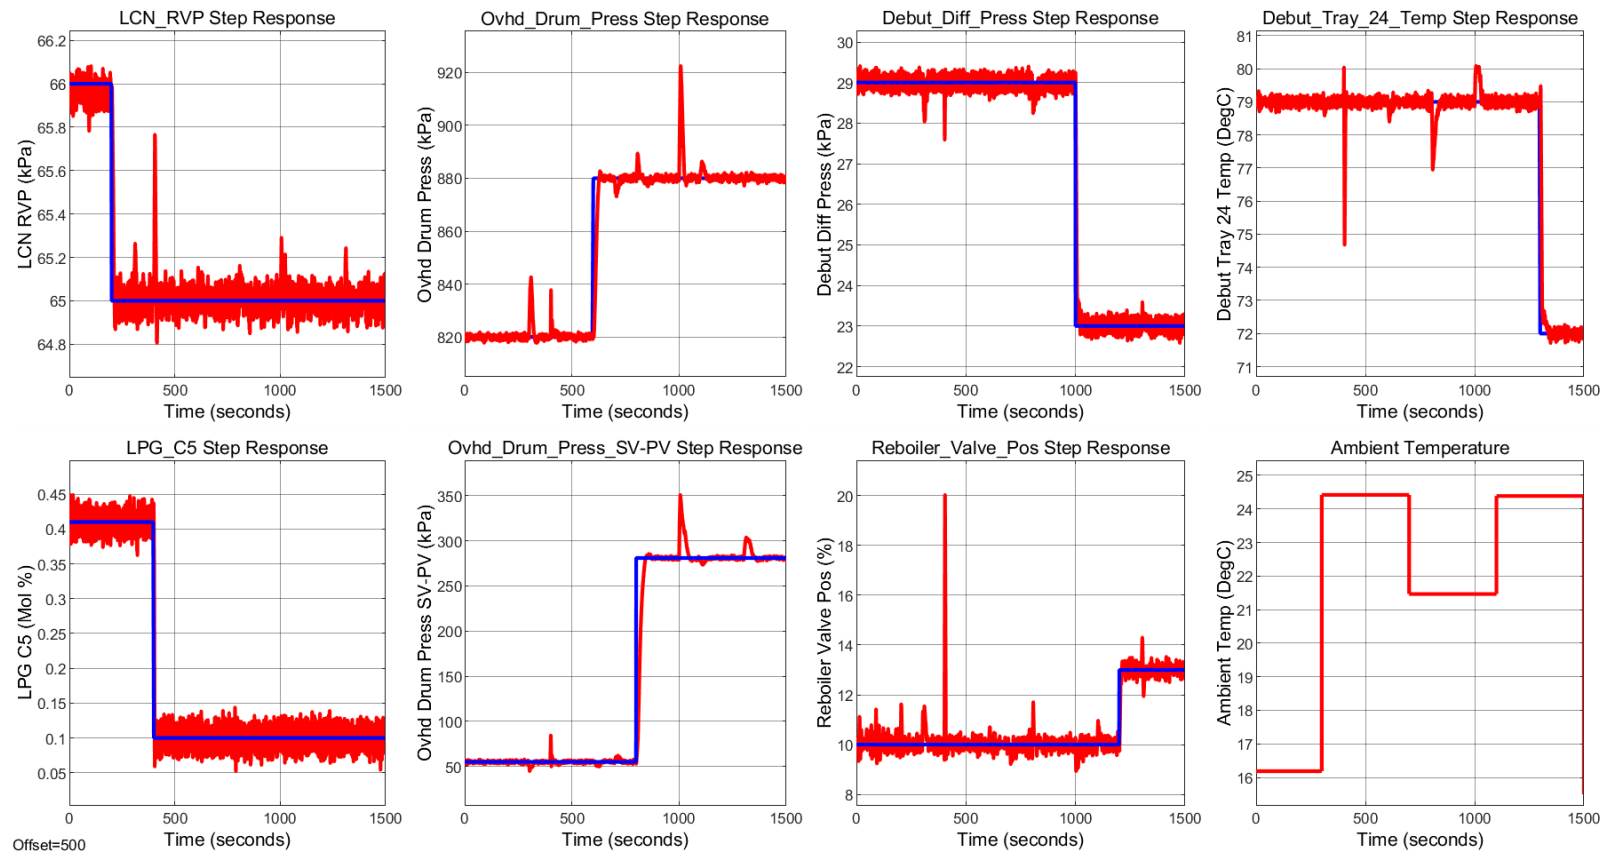 LCN_RVP Step Response
66.2
66
65.8
65.6
65.4
65.2
65
64.8
LCN RVP (kPa)
0 500 1000 1500
Time (seconds)
Ovhd_Drum_Press Step Response
920
900
880
860
840
820
Ovhd Drum Press (kPa)
0 500 1000 1500
Time (seconds)
Debut_Diff_Press Step Response
30
29
28
27
26
25
24
23
22
Debut Diff Press (kPa)
0 500 1000 1500
Time (seconds)
Debut_Tray_24_Temp Step Response
81
80
79
78
77
76
75
74
73
72
71
Debut Tray 24 Temp (DegC)
0 500 1000 1500
Time (seconds)
LPG_C5 Step Response
0.45
0.4
0.35
0.3
0.25
0.2
0.15
0.1
0.05
LPG C5 (Mol %)
0 500 1000 1500
Time (seconds)
Ovhd_Drum_Press_SV-PV Step Response
350
300
250
200
150
100
50
Ovhd Drum Press SV-PV (kPa)
0 500 1000 1500
Time (seconds)
Reboiler_Valve_Pos Step Response
20
18
16
14
12
10
8
Reboiler Valve Pos (%)
0 500 1000 1500
Time (seconds)
Ambient Temperature
25
24
23
22
21
20
19
18
17
16
Ambient Temp (DegC)
0 500 1000 1500
Time (seconds)
Offset=500